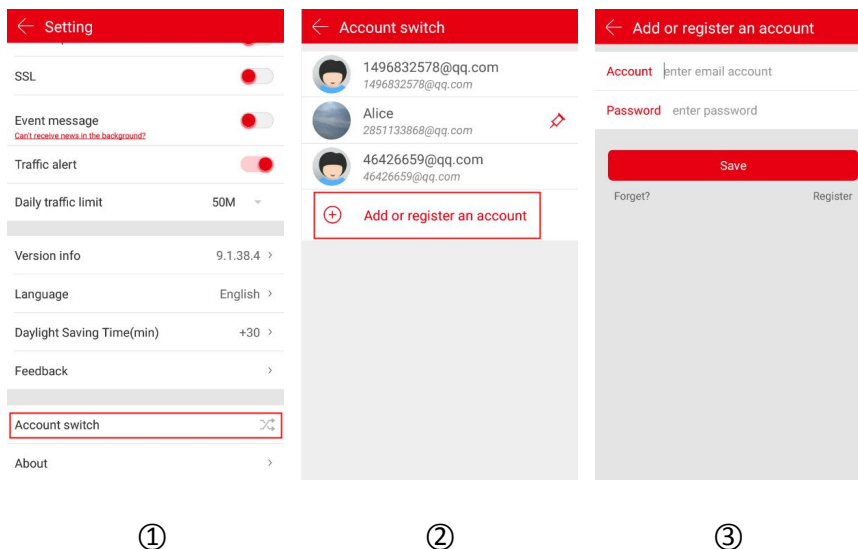 Setting
SSL
Event message
Can't receive news in the background?
Traffic alert
Daily traffic limit 50M
Version info 9.1.38.4
Language English
Daylight Saving Time(min) +30
Feedback
Account switch
About
①
Account switch
1496832578@qq.com
1496832578@qq.com
Alice
2851133868@qq.com
46426659@qq.com
46426659@qq.com
Add or register an account
②
Add or register an account
Account enter email account
Password enter password
Save
Forget? Register
③